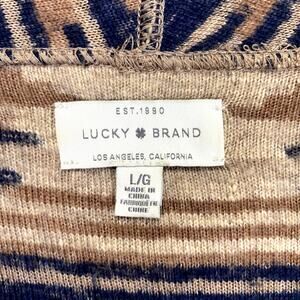 EST. 1990
LUCKY BRAND
LOS ANGELES, CALIFORNIA
L/G
MADE IN
CHINA
FABRIQUÉ EN
CHINE